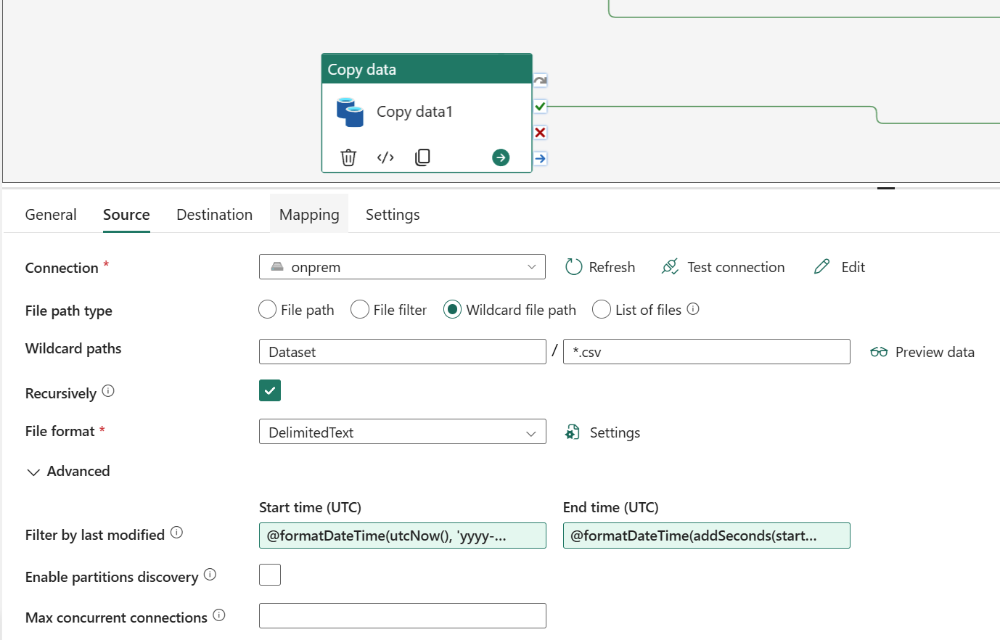 Copy data
Copy data1
General Source Destination Mapping Settings
Connection * onprem Refresh Test connection Edit
File path type File path File filter Wildcard file path List of files
Wildcard paths Dataset / *.csv Preview data
Recursively
File format * DelimitedText Settings
Advanced
Start time (UTC) End time (UTC)
Filter by last modified @formatDateTime(utcNow(), 'yyyy-... @formatDateTime(addSeconds(start...
Enable partitions discovery
Max concurrent connections